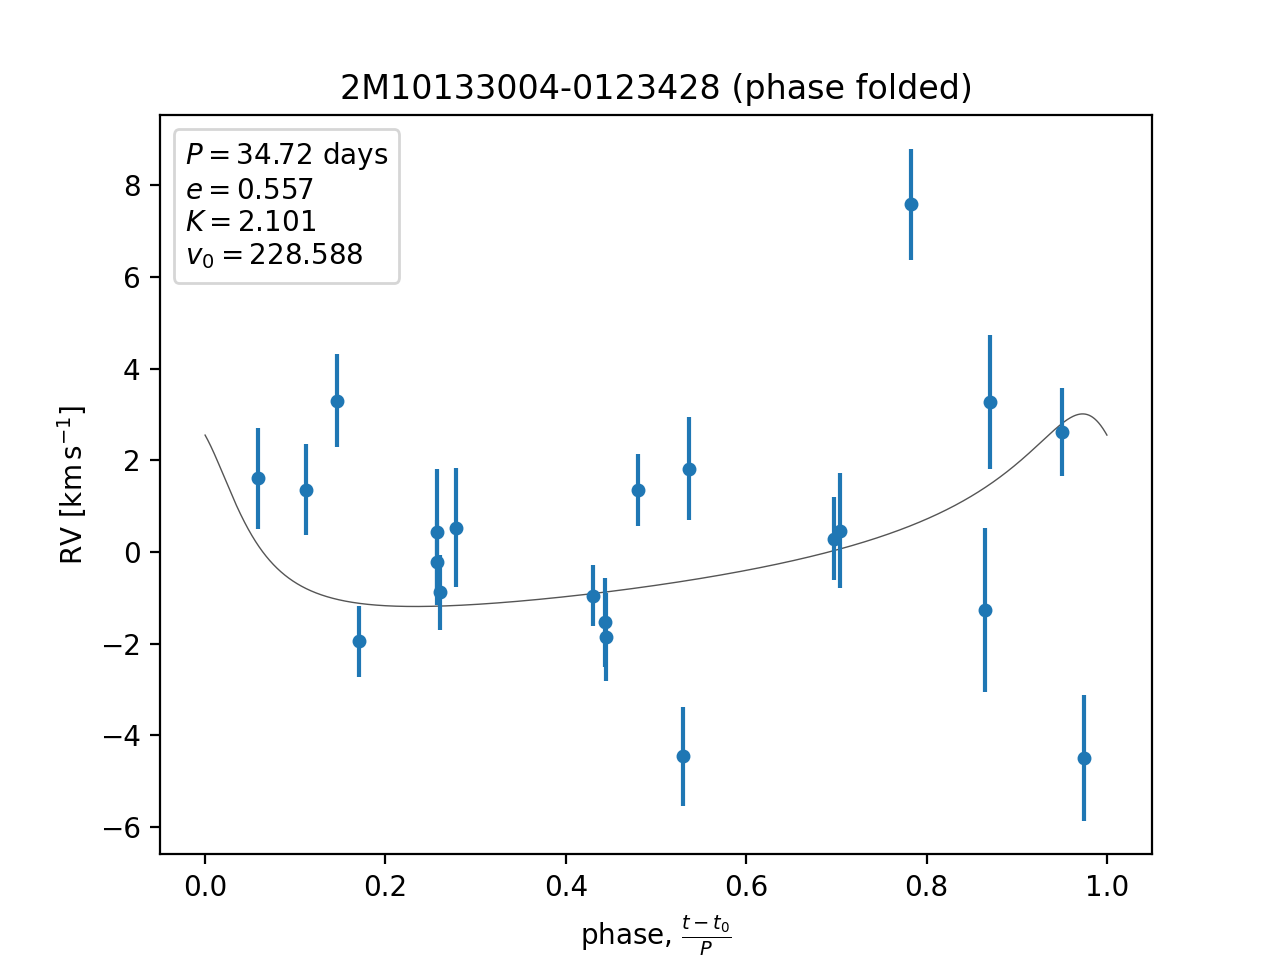 2M10133004-0123428 (phase folded)
P = 34.72 days
e = 0.557
K = 2.101
v₀ = 228.588
8
6
4
2
0
−2
−4
−6
RV [km s⁻¹]
0.0 0.2 0.4 0.6 0.8 1.0
phase, (t − t₀)/P